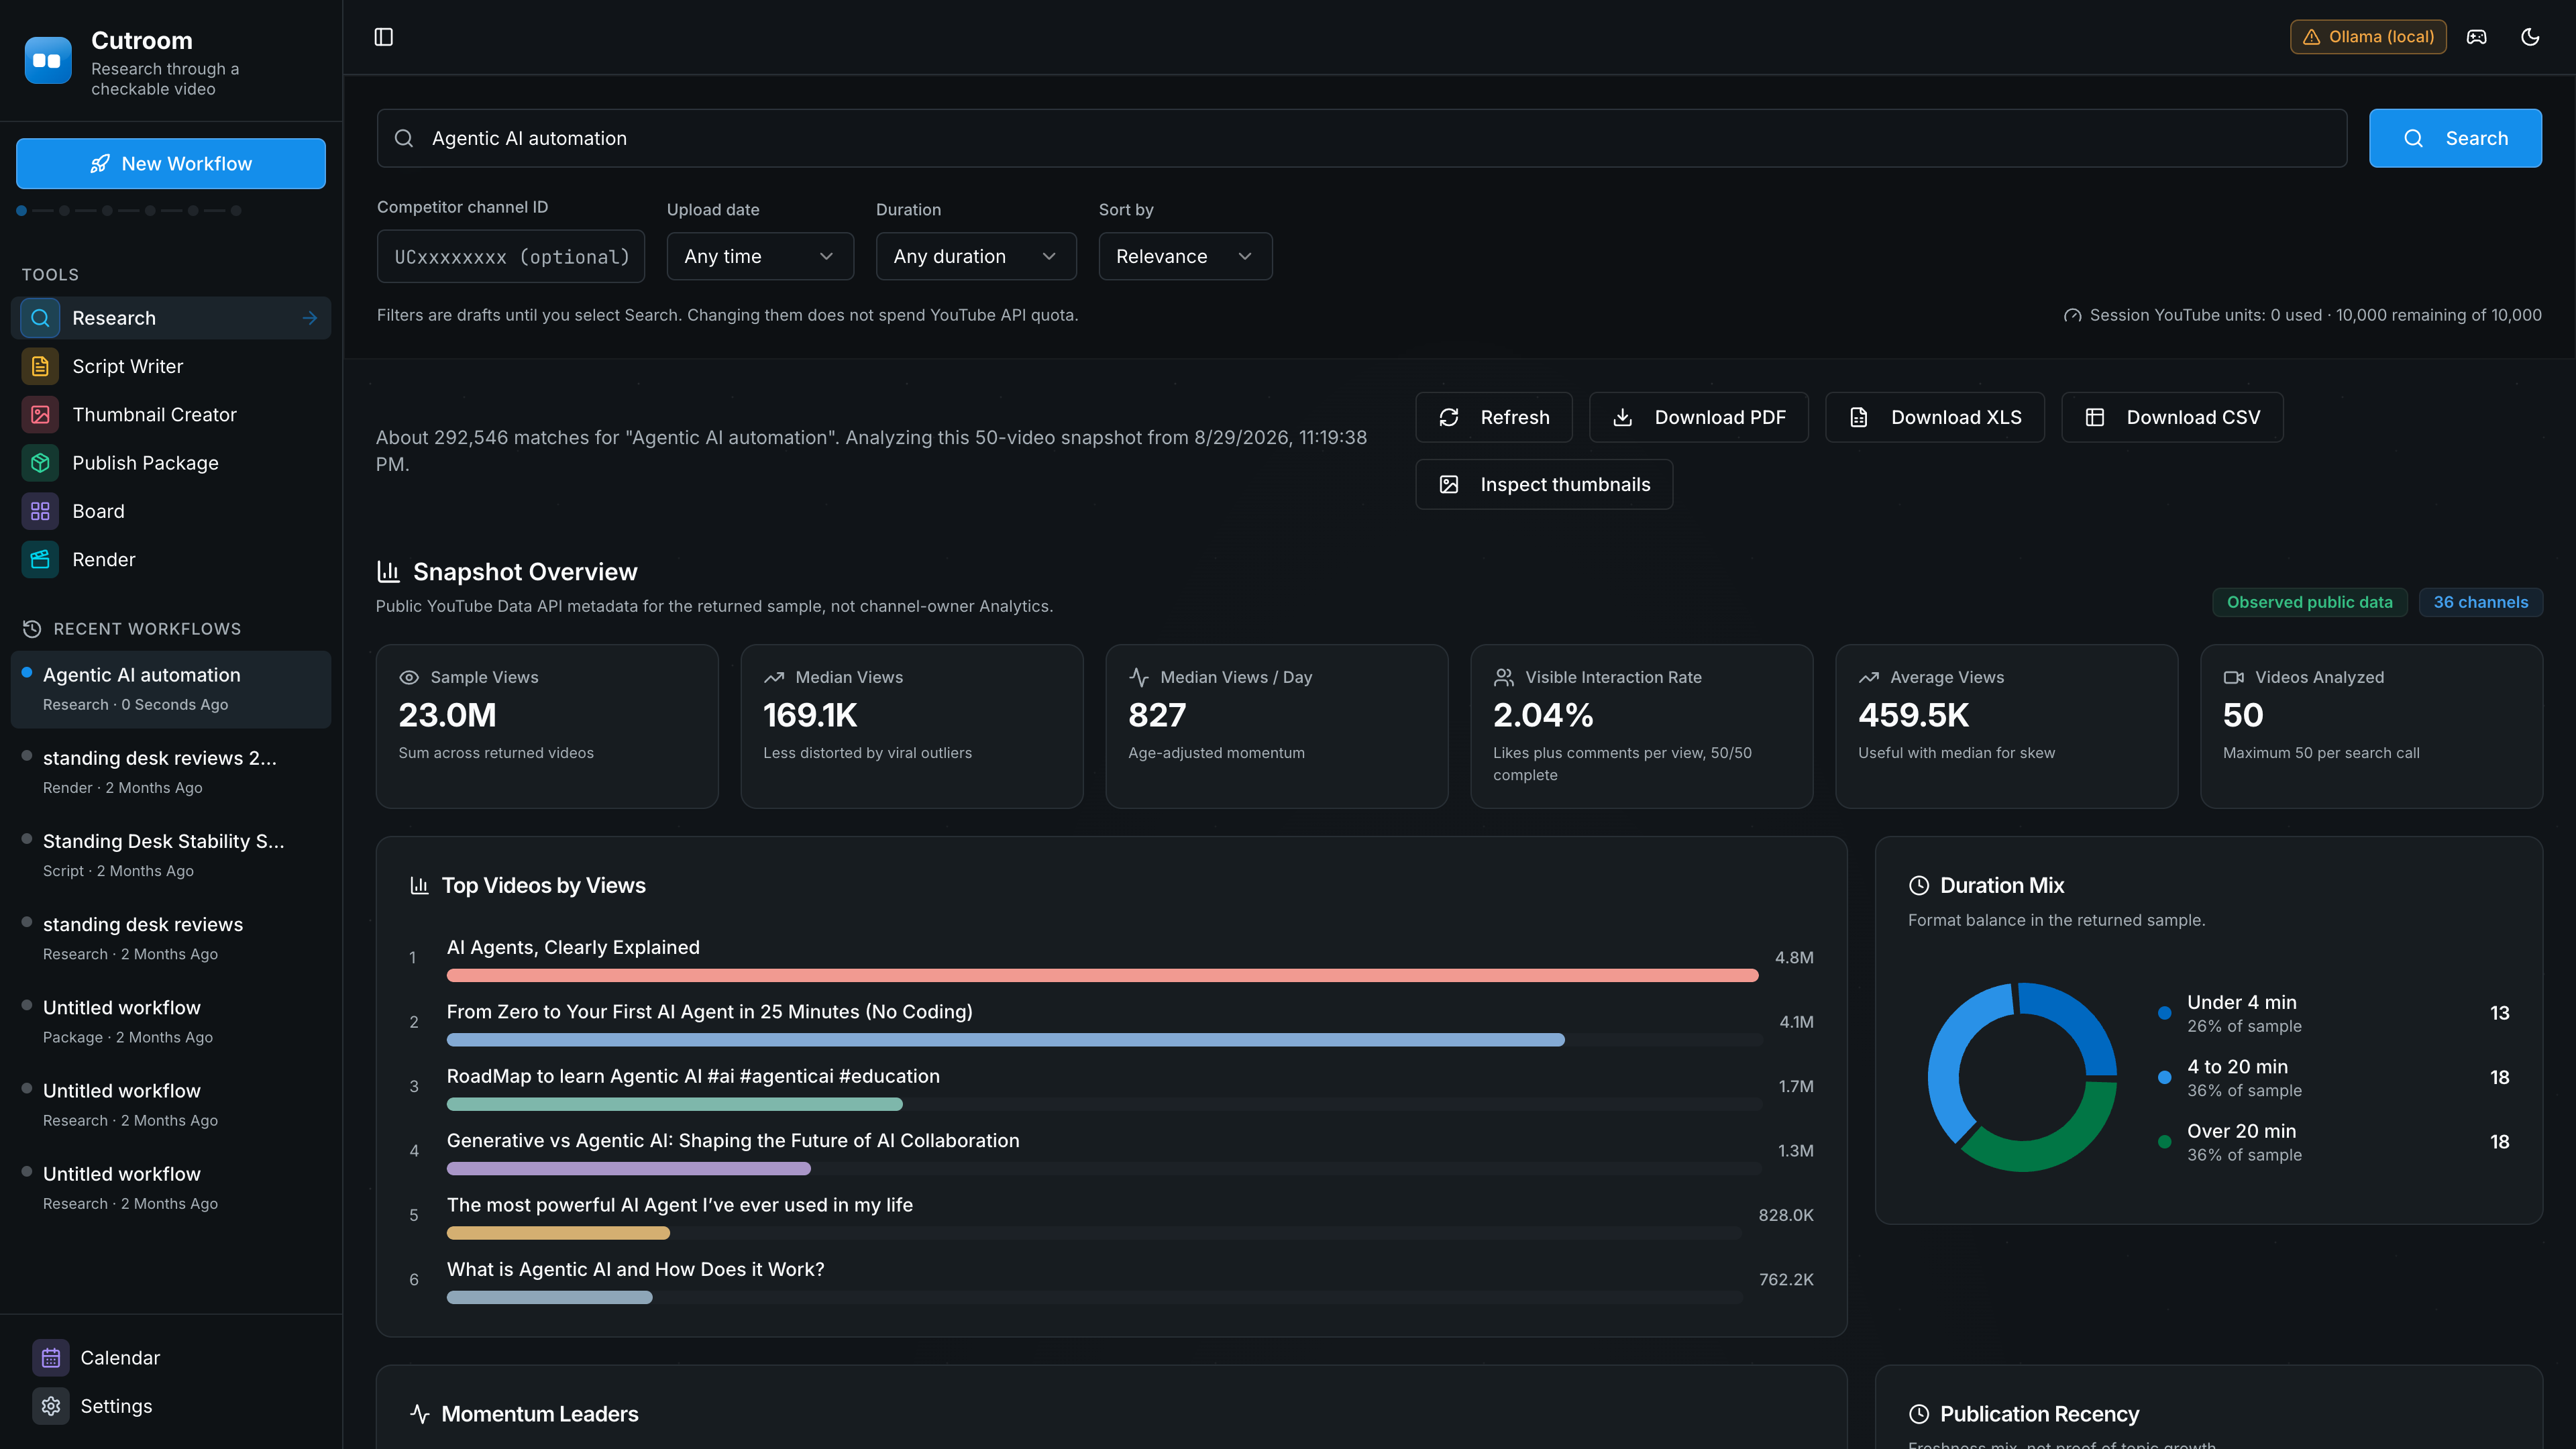 Cutroom
Research through a
checkable video
New Workflow
TOOLS
Research
Script Writer
Thumbnail Creator
Publish Package
Board
Render
RECENT WORKFLOWS
Agentic AI automation
Research · 0 Seconds Ago
standing desk reviews 2...
Render · 2 Months Ago
Standing Desk Stability S...
Script · 2 Months Ago
standing desk reviews
Research · 2 Months Ago
Untitled workflow
Package · 2 Months Ago
Untitled workflow
Research · 2 Months Ago
Untitled workflow
Research · 2 Months Ago
Calendar
Settings
Ollama (local)
Agentic AI automation
Search
Competitor channel ID
Upload date
Duration
Sort by
UCxxxxxxxx (optional)
Any time
Any duration
Relevance
Filters are drafts until you select Search. Changing them does not spend YouTube API quota.
Session YouTube units: 0 used · 10,000 remaining of 10,000
About 292,546 matches for "Agentic AI automation". Analyzing this 50-video snapshot from 8/29/2026, 11:19:38
PM.
Refresh
Download PDF
Download XLS
Download CSV
Inspect thumbnails
Snapshot Overview
Public YouTube Data API metadata for the returned sample, not channel-owner Analytics.
Observed public data
36 channels
Sample Views
23.0M
Sum across returned videos
Median Views
169.1K
Less distorted by viral outliers
Median Views / Day
827
Age-adjusted momentum
Visible Interaction Rate
2.04%
Likes plus comments per view, 50/50
complete
Average Views
459.5K
Useful with median for skew
Videos Analyzed
50
Maximum 50 per search call
Top Videos by Views
1 AI Agents, Clearly Explained 4.8M
2 From Zero to Your First AI Agent in 25 Minutes (No Coding) 4.1M
3 RoadMap to learn Agentic AI #ai #agenticai #education 1.7M
4 Generative vs Agentic AI: Shaping the Future of AI Collaboration 1.3M
5 The most powerful AI Agent I’ve ever used in my life 828.0K
6 What is Agentic AI and How Does it Work? 762.2K
Duration Mix
Format balance in the returned sample.
Under 4 min 13
26% of sample
4 to 20 min 18
36% of sample
Over 20 min 18
36% of sample
Momentum Leaders
Publication Recency
Freshness mix, not proof of topic growth